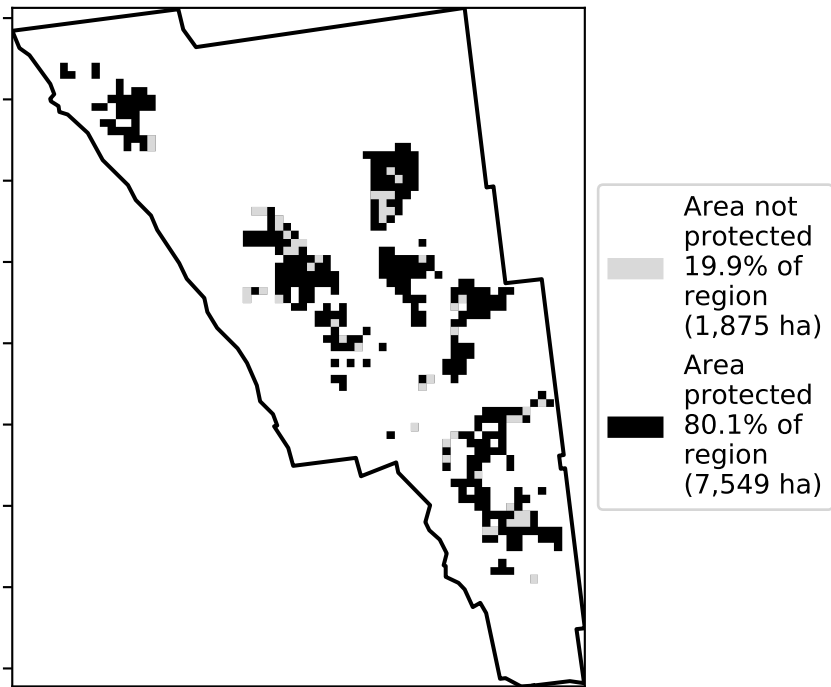 Area not
protected
19.9% of
region
(1,875 ha)
Area
protected
80.1% of
region
(7,549 ha)